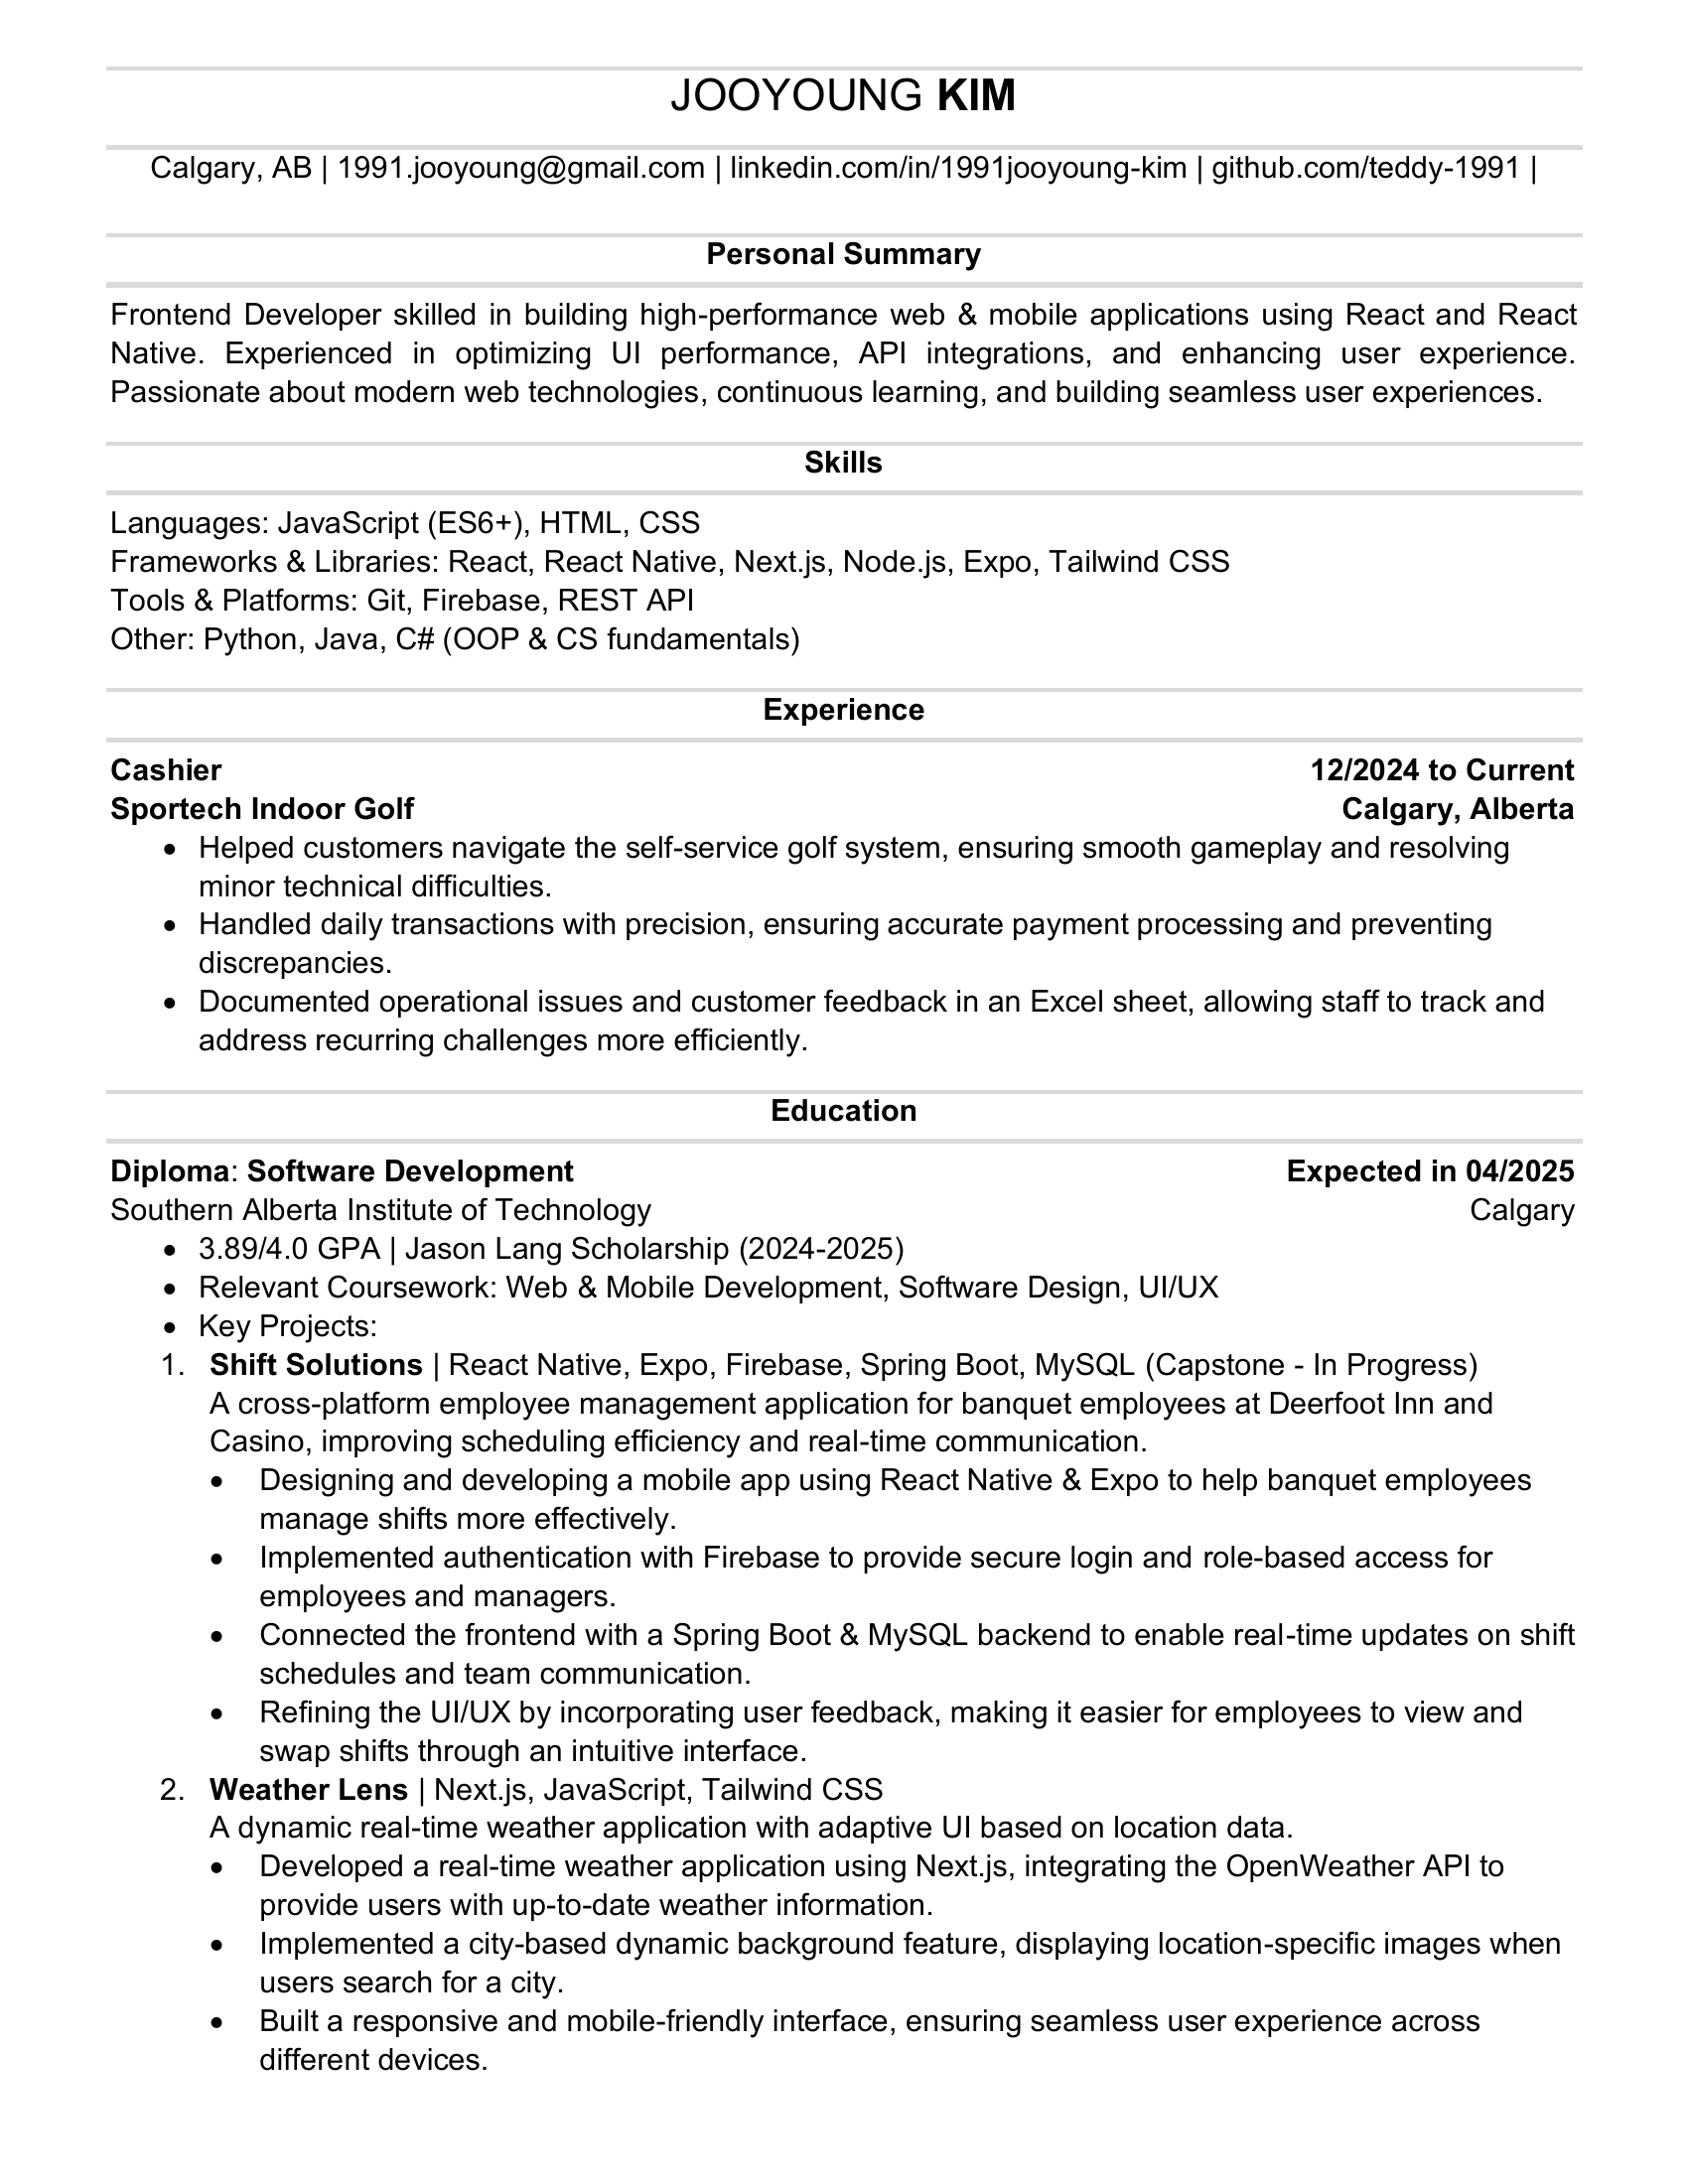 JOOYOUNG KIM
Calgary, AB | 1991.jooyoung@gmail.com | linkedin.com/in/1991jooyoung-kim | github.com/teddy-1991 |
Personal Summary
Frontend Developer skilled in building high-performance web & mobile applications using React and React
Native. Experienced in optimizing UI performance, API integrations, and enhancing user experience.
Passionate about modern web technologies, continuous learning, and building seamless user experiences.
Skills
Languages: JavaScript (ES6+), HTML, CSS
Frameworks & Libraries: React, React Native, Next.js, Node.js, Expo, Tailwind CSS
Tools & Platforms: Git, Firebase, REST API
Other: Python, Java, C# (OOP & CS fundamentals)
Experience
Cashier 12/2024 to Current
Sportech Indoor Golf Calgary, Alberta
• Helped customers navigate the self-service golf system, ensuring smooth gameplay and resolving
minor technical difficulties.
• Handled daily transactions with precision, ensuring accurate payment processing and preventing
discrepancies.
• Documented operational issues and customer feedback in an Excel sheet, allowing staff to track and
address recurring challenges more efficiently.
Education
Diploma: Software Development Expected in 04/2025
Southern Alberta Institute of Technology Calgary
• 3.89/4.0 GPA | Jason Lang Scholarship (2024-2025)
• Relevant Coursework: Web & Mobile Development, Software Design, UI/UX
• Key Projects:
1. Shift Solutions | React Native, Expo, Firebase, Spring Boot, MySQL (Capstone - In Progress)
A cross-platform employee management application for banquet employees at Deerfoot Inn and
Casino, improving scheduling efficiency and real-time communication.
• Designing and developing a mobile app using React Native & Expo to help banquet employees
manage shifts more effectively.
• Implemented authentication with Firebase to provide secure login and role-based access for
employees and managers.
• Connected the frontend with a Spring Boot & MySQL backend to enable real-time updates on shift
schedules and team communication.
• Refining the UI/UX by incorporating user feedback, making it easier for employees to view and
swap shifts through an intuitive interface.
2. Weather Lens | Next.js, JavaScript, Tailwind CSS
A dynamic real-time weather application with adaptive UI based on location data.
• Developed a real-time weather application using Next.js, integrating the OpenWeather API to
provide users with up-to-date weather information.
• Implemented a city-based dynamic background feature, displaying location-specific images when
users search for a city.
• Built a responsive and mobile-friendly interface, ensuring seamless user experience across
different devices.